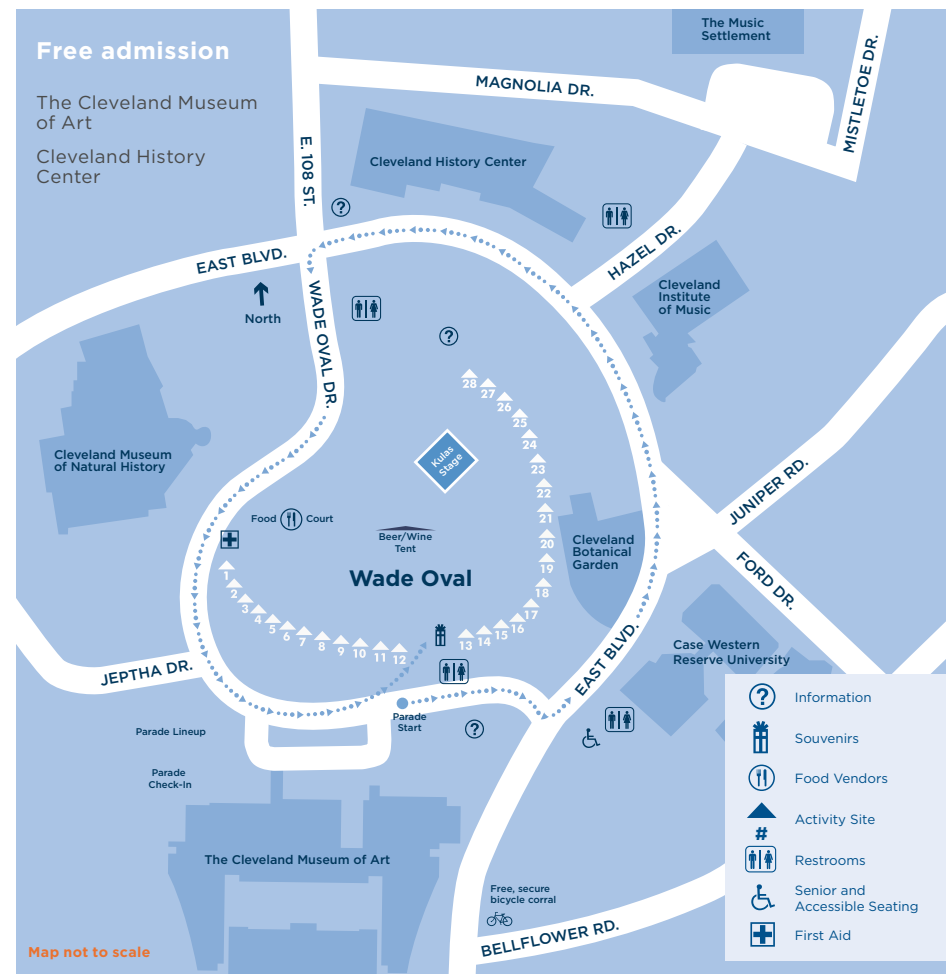 Free admission
The Cleveland Museum
of Art
Cleveland History
Center
The Music
Settlement
MISTLETOE DR.
MAGNOLIA DR.
E. 108 ST.
Cleveland History Center
?
HAZEL DR.
EAST BLVD.
North
WADE OVAL DR.
Cleveland
Institute
of Music
?
28
27
26
25
24
23
22
21
20
19
18
17
16
15
14
13
Kulas
Stage
Cleveland Museum
of Natural History
JUNIPER RD.
Food Court
Beer/Wine
Tent
Cleveland
Botanical
Garden
Wade Oval
FORD DR.
1
2
3
4
5
6
7
8
9
10
11
12
EAST BLVD.
Case Western
Reserve University
JEPTHA DR.
Parade
Start
?
Parade Lineup
Parade
Check-In
The Cleveland Museum of Art
Free, secure
bicycle corral
BELLFLOWER RD.
Map not to scale
? Information
Souvenirs
Food Vendors
Activity Site
#
Restrooms
Senior and
Accessible Seating
First Aid